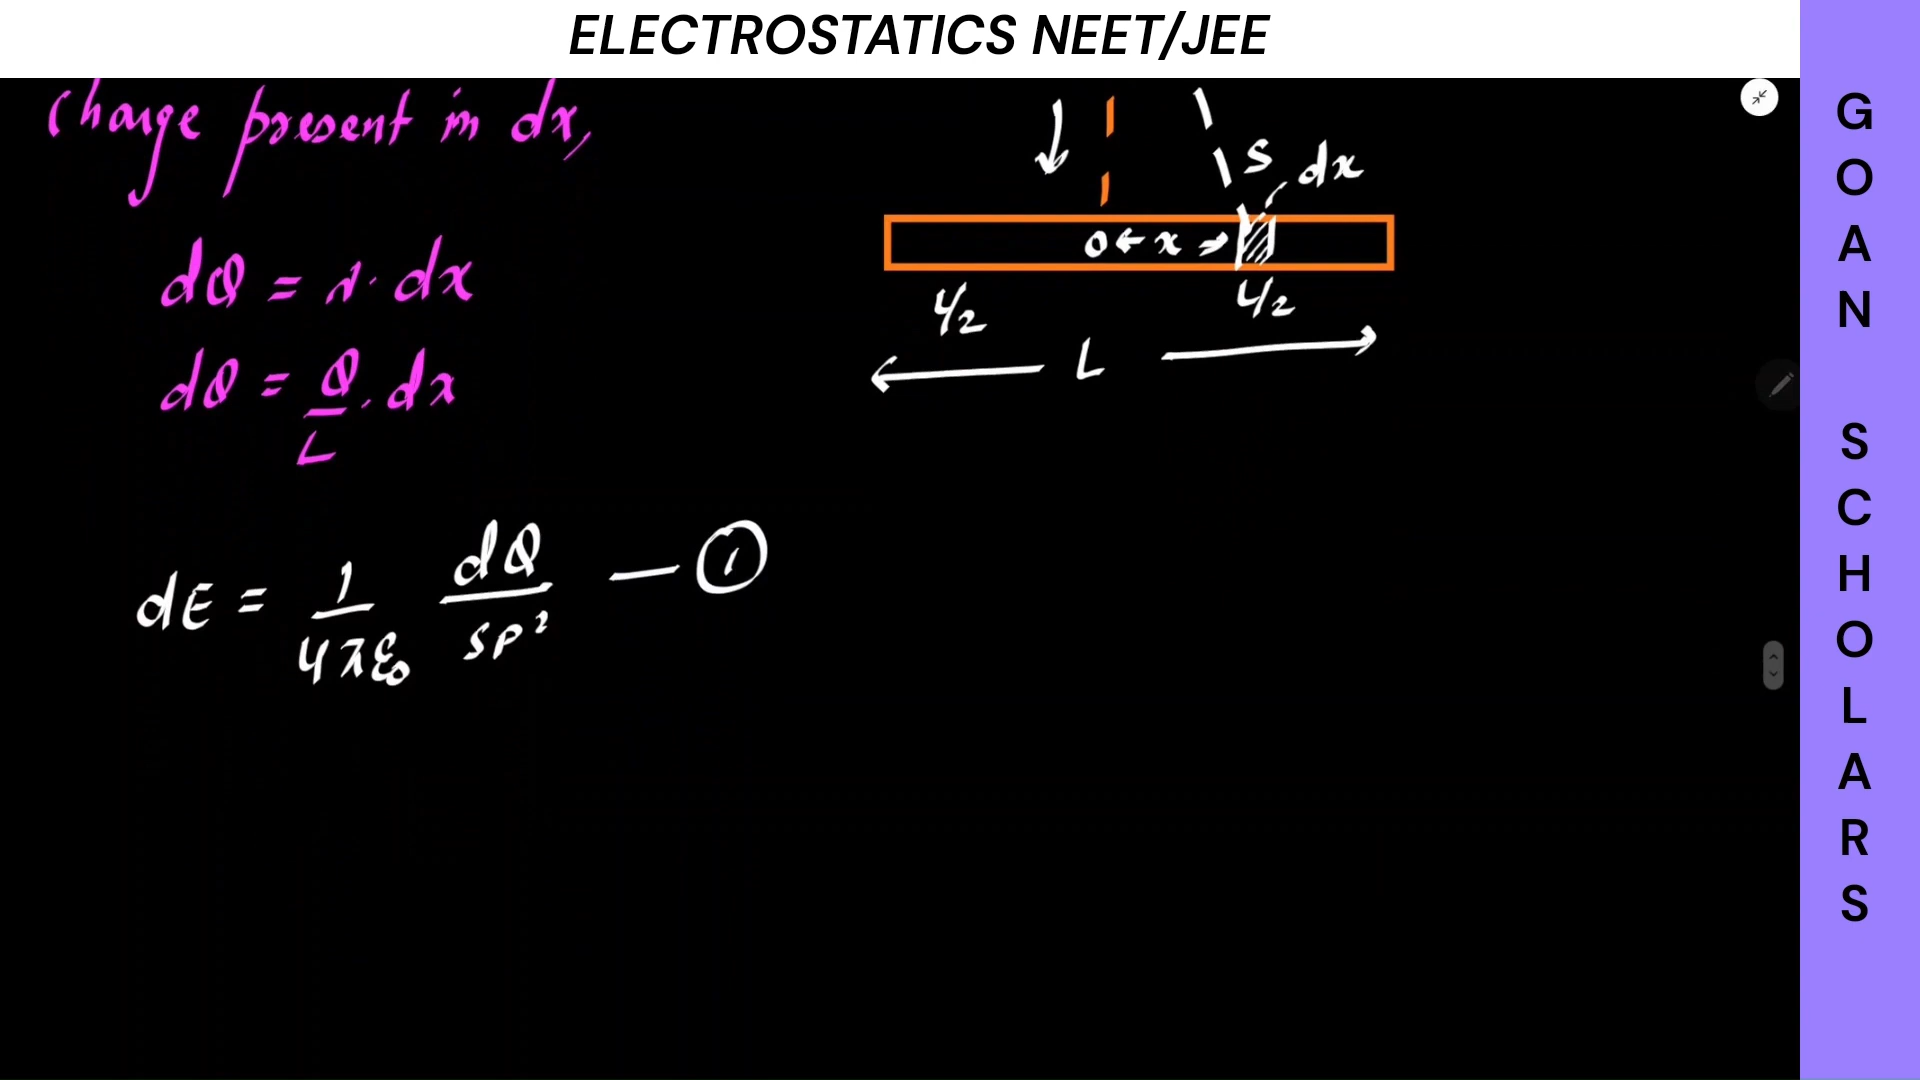 ELECTROSTATICS NEET/JEE
Charge present in dx,
dQ = λ· dx
dQ = Q/L . dx
dE = 1/4πε₀ dQ/SP² — ①
S dx
O ← x →
L/2 L/2
L
GOAN SCHOLARS